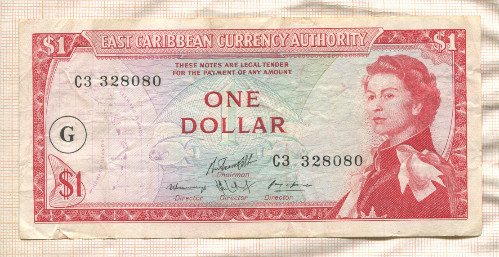 $1 EAST CARIBBEAN CURRENCY AUTHORITY $1
THESE NOTES ARE LEGAL TENDER
FOR THE PAYMENT OF ANY AMOUNT
C3 328080
ONE
DOLLAR
G
C3 328080
Chairman
$1
Director Director Director